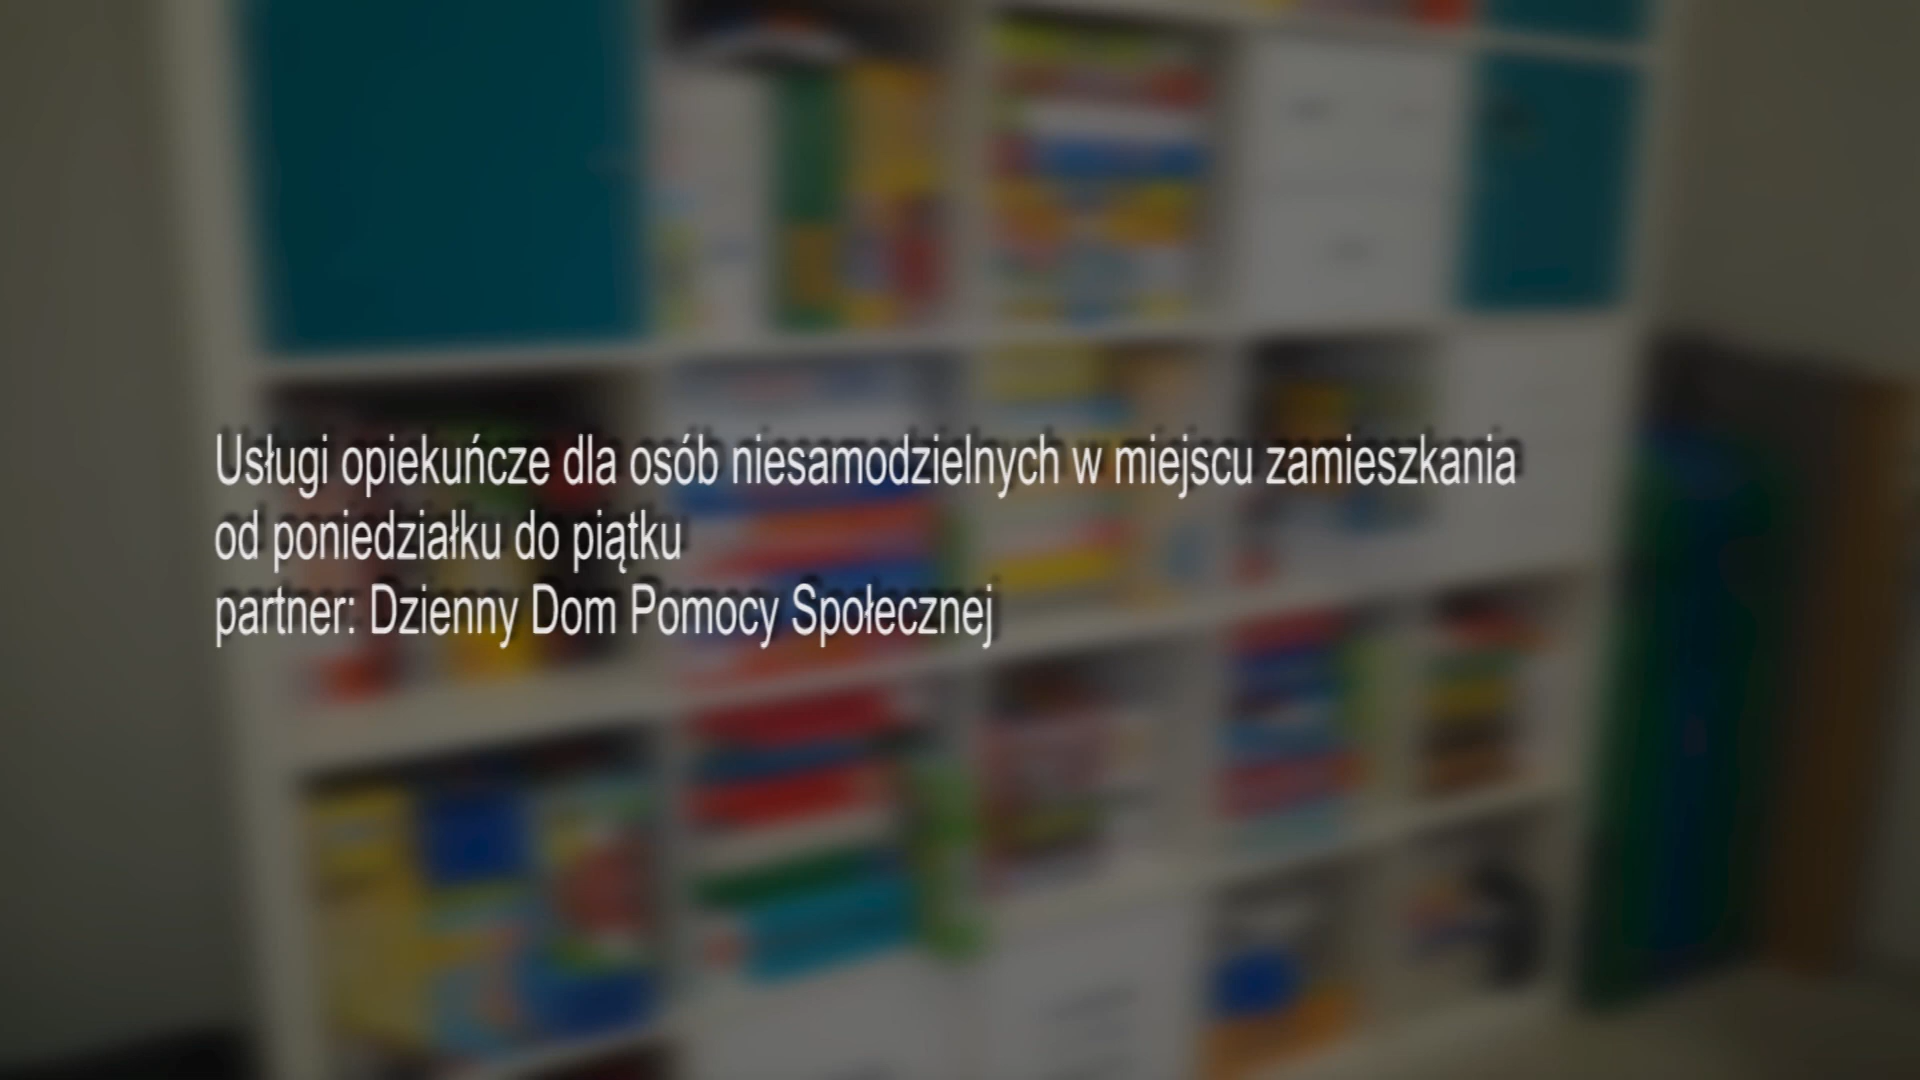 Usługi opiekuńcze dla osób niesamodzielnych w miejscu zamieszkania
od poniedziałku do piątku
partner: Dzienny Dom Pomocy Społecznej